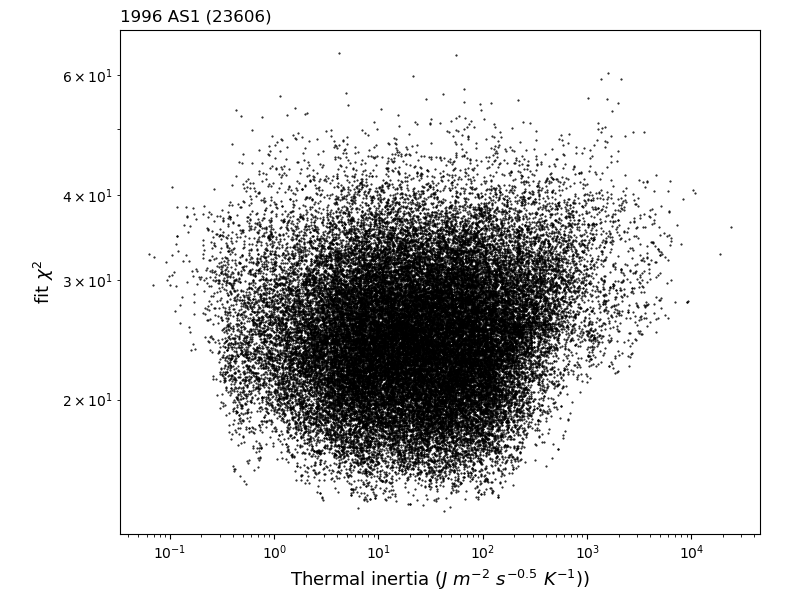 1996 AS1 (23606)
6 × 10¹
4 × 10¹
3 × 10¹
2 × 10¹
fit χ²
10⁻¹ 10⁰ 10¹ 10² 10³ 10⁴
Thermal inertia (J m⁻² s⁻⁰·⁵ K⁻¹))